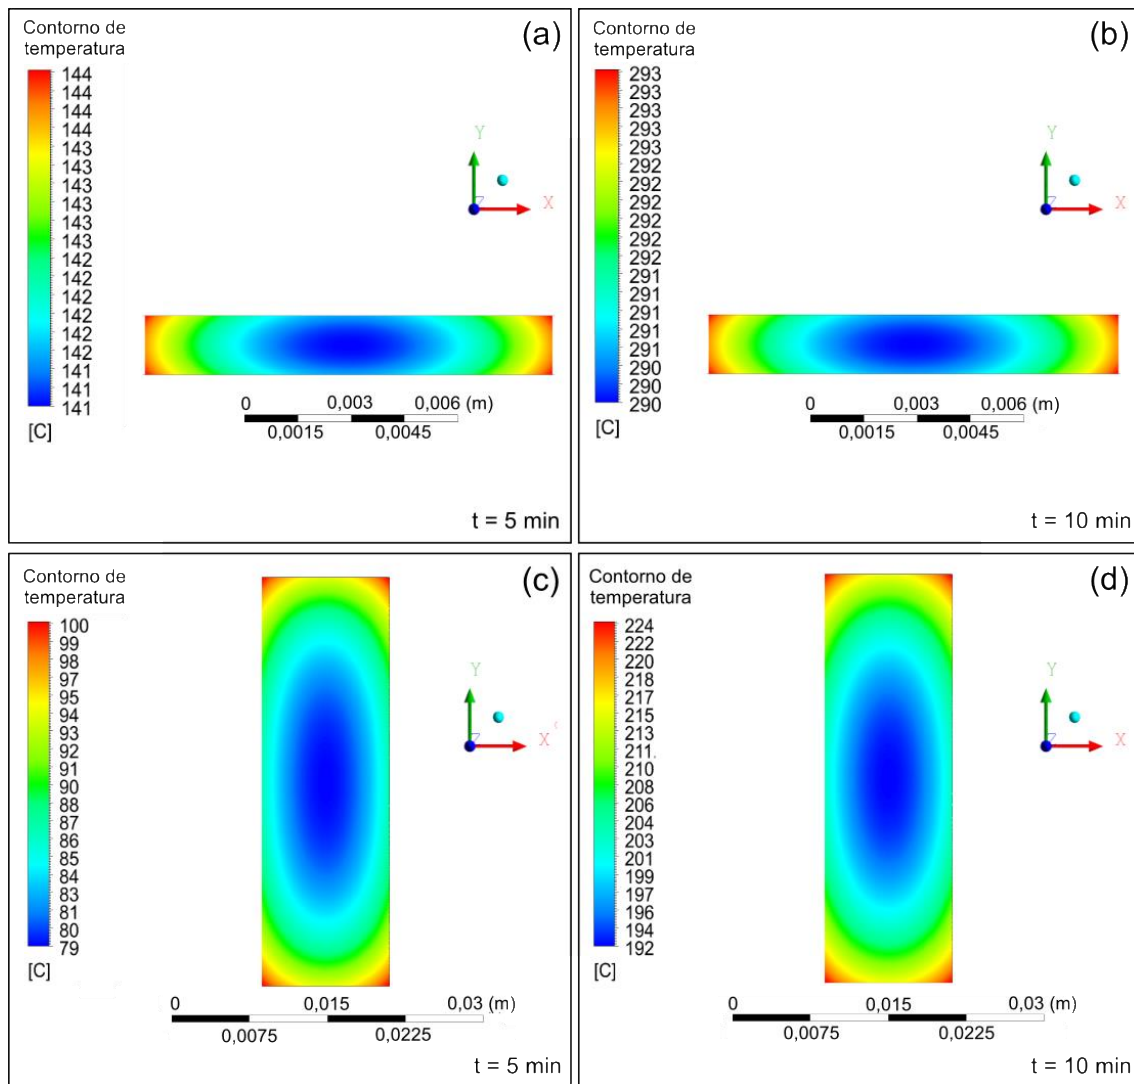 Contorno de
temperatura
(a)
144
144
144
144
143
143
143
143
143
142
142
142
142
142
142
141
141
141
[C]
Y
Z
X
0
0,003
0,006 (m)
0,0015
0,0045
t = 5 min
Contorno de
temperatura
(b)
293
293
293
293
292
292
292
292
292
292
291
291
291
291
291
290
290
290
[C]
Y
Z
X
0
0,003
0,006 (m)
0,0015
0,0045
t = 10 min
Contorno de
temperatura
(c)
100
99
98
96
95
94
93
92
91
90
88
87
86
85
84
83
81
80
79
[C]
Y
Z
X
0
0,015
0,03 (m)
0,0075
0,0225
t = 5 min
Contorno de
temperatura
(d)
224
222
220
218
217
215
213
211
210
208
206
204
203
201
199
197
196
194
192
[C]
Y
Z
X
0
0,015
0,03 (m)
0,0075
0,0225
t = 10 min